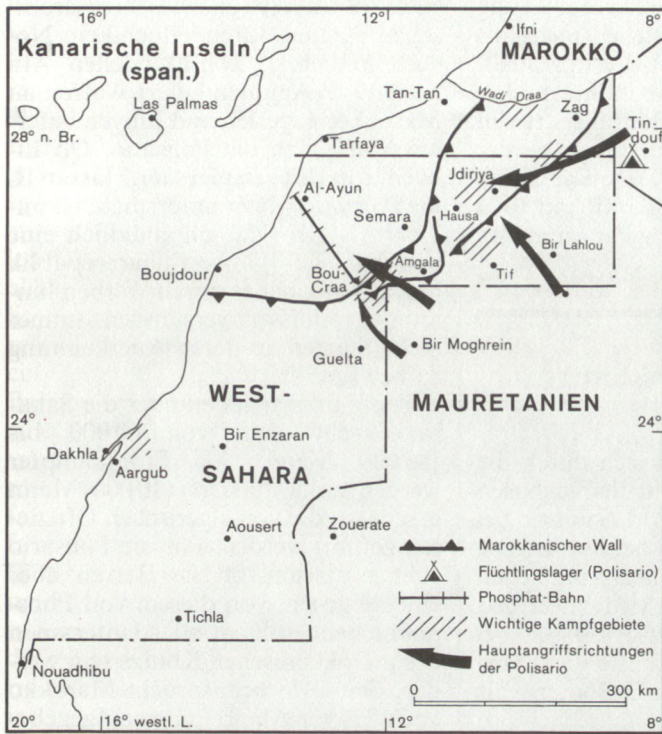 16°
12°
8°
Ifni
Kanarische Inseln
(span.)
MAROKKO
Wadi Draa
Tan-Tan
Zag
Las Palmas
28° n. Br.
Tarfaya
Tin-
douf
Jdiriya
Al-Ayun
Hausa
Semara
Bir Lahlou
Boujdour
Bou-
Craa
Amgala
Tif
Guelta
Bir Moghrein
WEST-
MAURETANIEN
24°
24°
Bir Enzaran
Dakhla
SAHARA
Aargub
Aousert
Zouerate
Marokkanischer Wall
Flüchtlingslager (Polisario)
Phosphat-Bahn
Tichla
Wichtige Kampfgebiete
Hauptangriffsrichtungen
der Polisario
Nouadhibu
0
300 km
20°
16° westl. L.
12°
8°